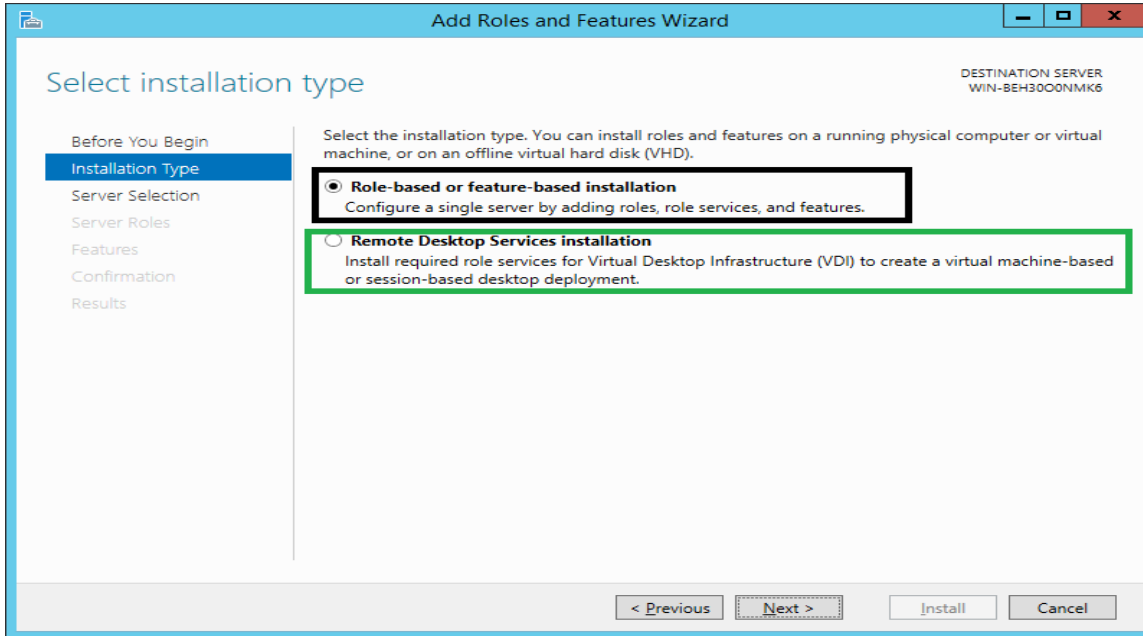 Add Roles and Features Wizard
Select installation type
DESTINATION SERVER
WIN-BEH30O0NMK6
Before You Begin
Installation Type
Server Selection
Server Roles
Features
Confirmation
Results
Select the installation type. You can install roles and features on a running physical computer or virtual
machine, or on an offline virtual hard disk (VHD).
Role-based or feature-based installation
Configure a single server by adding roles, role services, and features.
Remote Desktop Services installation
Install required role services for Virtual Desktop Infrastructure (VDI) to create a virtual machine-based
or session-based desktop deployment.
< Previous
Next >
Install
Cancel